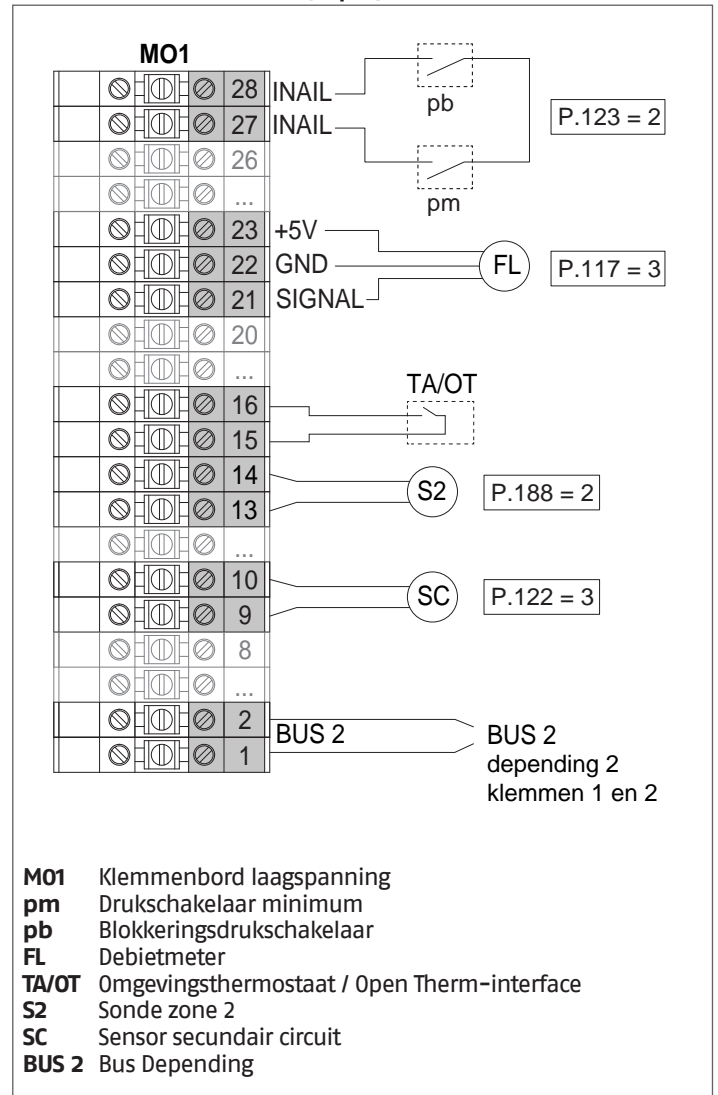 MO1
28 INAIL
27 INAIL
26
...
23 +5V
22 GND
21 SIGNAL
20
...
16
15
14
13
...
10
9
8
...
2
1
BUS 2
pb
pm
P.123 = 2
FL
P.117 = 3
TA/OT
S2
P.188 = 2
SC
P.122 = 3
BUS 2
depending 2
klemmen 1 en 2
MO1 Klemmenbord laagspanning
pm Drukschakelaar minimum
pb Blokkeringsdrukschakelaar
FL Debietmeter
TA/OT Omgevingsthermostaat / Open Therm-interface
S2 Sonde zone 2
SC Sensor secundair circuit
BUS 2 Bus Depending